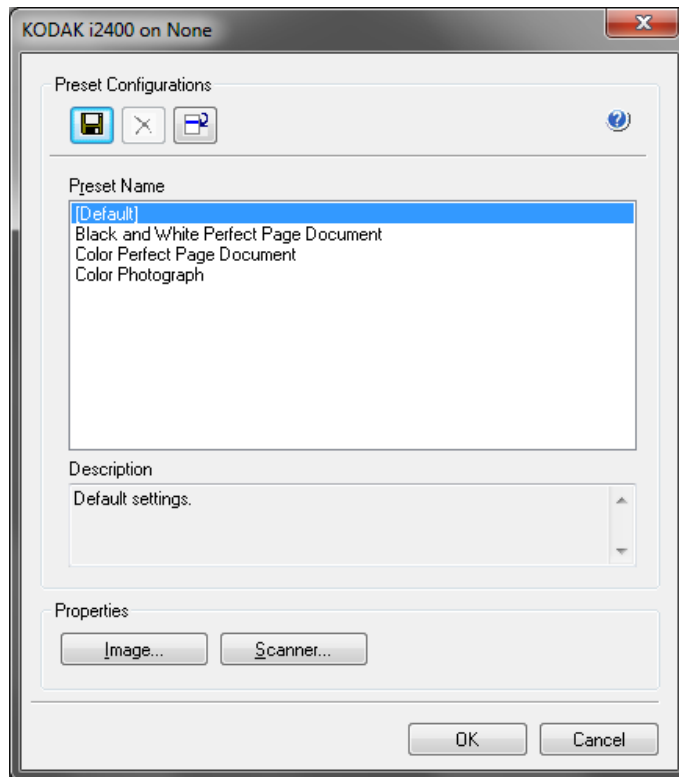 KODAK i2400 on None
Preset Configurations
Preset Name
[Default]
Black and White Perfect Page Document
Color Perfect Page Document
Color Photograph
Description
Default settings.
Properties
Image... Scanner...
OK Cancel